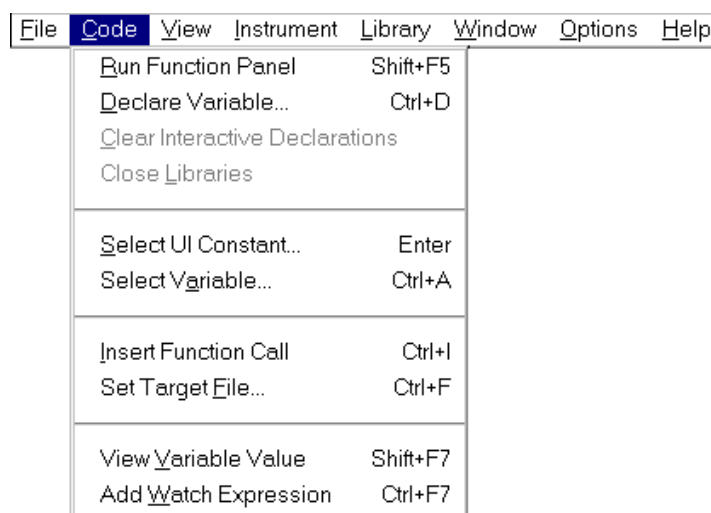 File Code View Instrument Library Window Options Help
Run Function Panel Shift+F5
Declare Variable... Ctrl+D
Clear Interactive Declarations
Close Libraries
Select UI Constant... Enter
Select Variable... Ctrl+A
Insert Function Call Ctrl+I
Set Target File... Ctrl+F
View Variable Value Shift+F7
Add Watch Expression Ctrl+F7